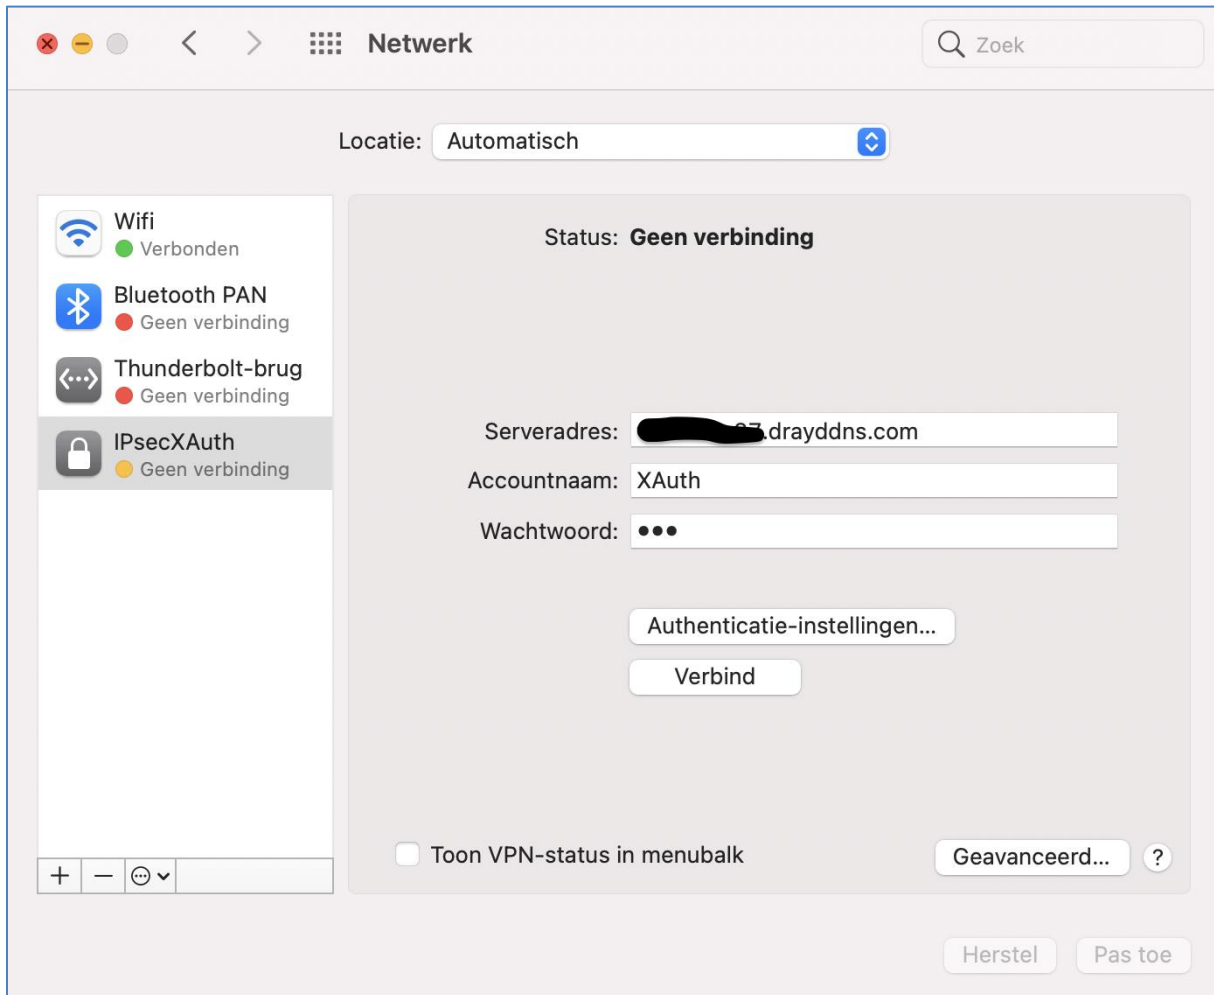 Netwerk
Zoek
Locatie: Automatisch
Wifi
Verbonden
Bluetooth PAN
Geen verbinding
Thunderbolt-brug
Geen verbinding
IPsecXAuth
Geen verbinding
Status: Geen verbinding
Serveradres: .drayddns.com
Accountnaam: XAuth
Wachtwoord: •••
Authenticatie-instellingen...
Verbind
Toon VPN-status in menubalk
Geavanceerd... ?
Herstel Pas toe